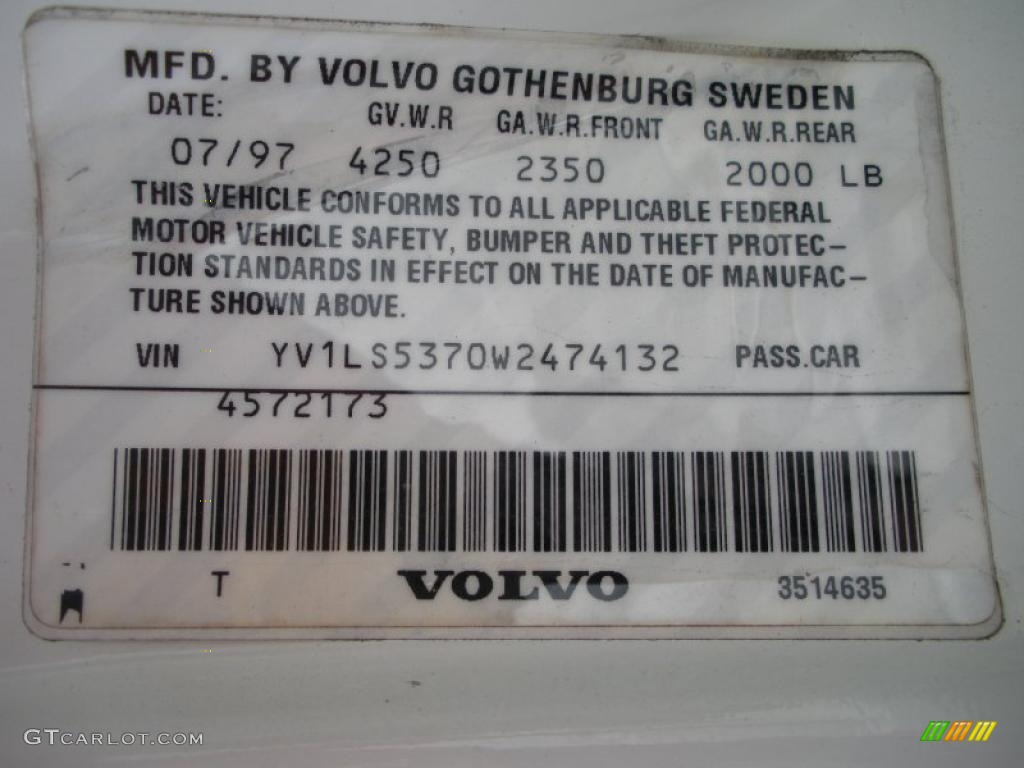 MFD. BY VOLVO GOTHENBURG SWEDEN
DATE: GV.W.R GA.W.R.FRONT GA.W.R.REAR
07/97 4250 2350 2000 LB
THIS VEHICLE CONFORMS TO ALL APPLICABLE FEDERAL
MOTOR VEHICLE SAFETY, BUMPER AND THEFT PROTEC-
TION STANDARDS IN EFFECT ON THE DATE OF MANUFAC-
TURE SHOWN ABOVE.
VIN YV1LS5370W2474132 PASS.CAR
4572173
T VOLVO 3514635
GTCARLOT.COM